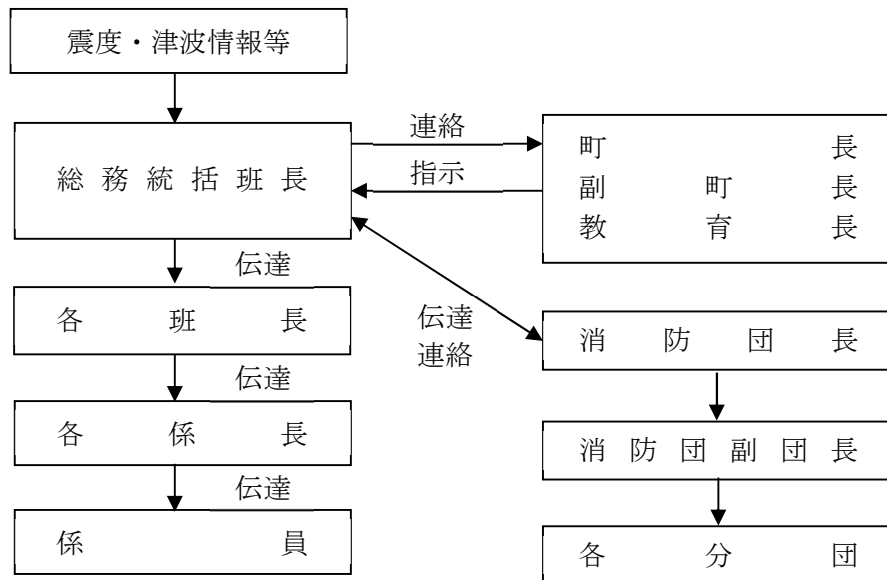 震度・津波情報等
総務統括班長
連絡
指示
町長
副町長
教育長
伝達
各班長
伝達
連絡
消防団長
伝達
各係長
消防団副団長
伝達
係員
各分団